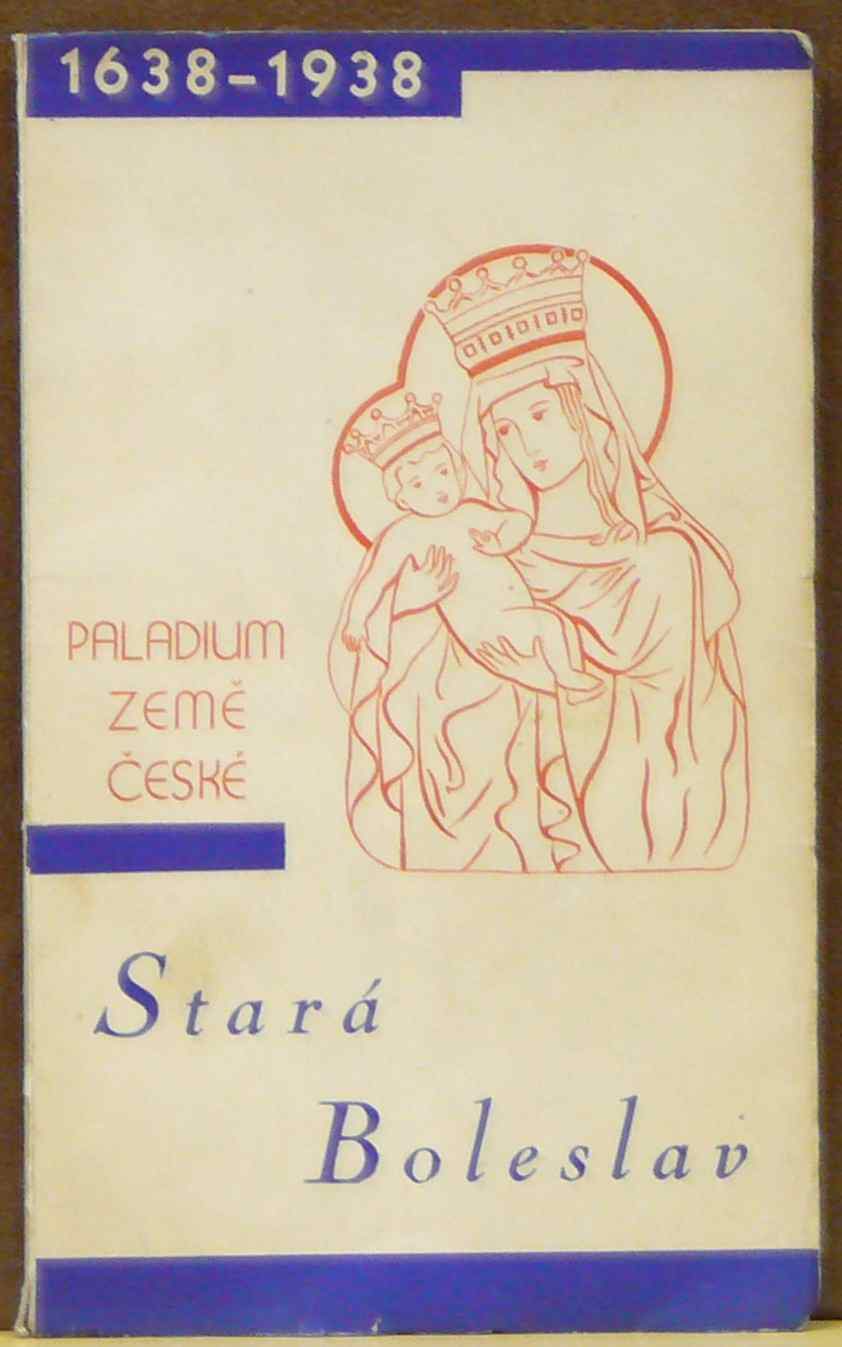 1638-1938
PALADIUM
ZEMĚ
ČESKÉ
Stará
Boleslav